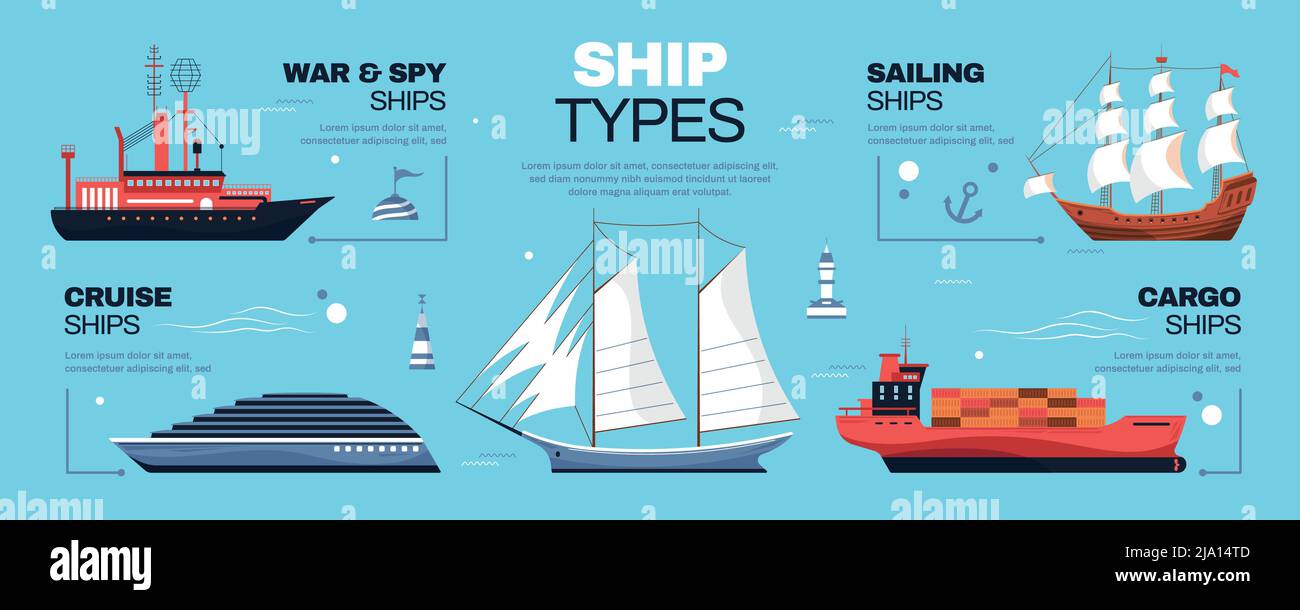 SHIP
TYPES
Lorem ipsum dolor sit amet, consectetuer adipiscing elit,
sed diam nonummy nibh euismod tincidunt ut laoreet
dolore magna aliquam erat volutpat.
WAR & SPY
SHIPS
Lorem ipsum dolor sit amet,
consectetuer adipiscing elit, sed
SAILING
SHIPS
Lorem ipsum dolor sit amet,
consectetuer adipiscing elit, sed
CRUISE
SHIPS
Lorem ipsum dolor sit amet,
consectetuer adipiscing elit, sed
CARGO
SHIPS
Lorem ipsum dolor sit amet,
consectetuer adipiscing elit, sed
alamy
a
alamy
Image ID: 2JA14TD
www.alamy.com